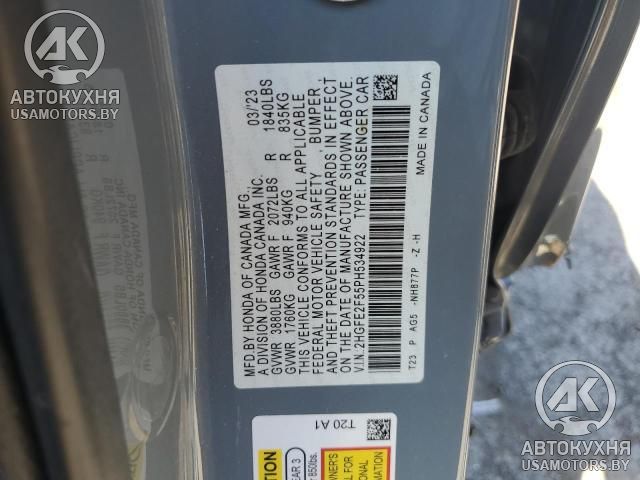 AK
АВТОКУХНЯ
USAMOTORS.BY
MFD.BY HONDA OF CANADA MFG., 03/23
A DIVISION OF HONDA CANADA INC.
GVWR 3880LBS GAWR F 2072LBS R 1840LBS
GVWR 1760KG GAWR F 940KG R 835KG
THIS VEHICLE CONFORMS TO ALL APPLICABLE
FEDERAL MOTOR VEHICLE SAFETY, BUMPER,
AND THEFT PREVENTION STANDARDS IN EFFECT
ON THE DATE OF MANUFACTURE SHOWN ABOVE.
V.I.N.:2HGFE2F55PH534922 TYPE:PASSENGER CAR
T23 P AG5 -NH877P -Z -H MADE IN CANADA
T20 A1
AK
АВТОКУХНЯ
USAMOTORS.BY